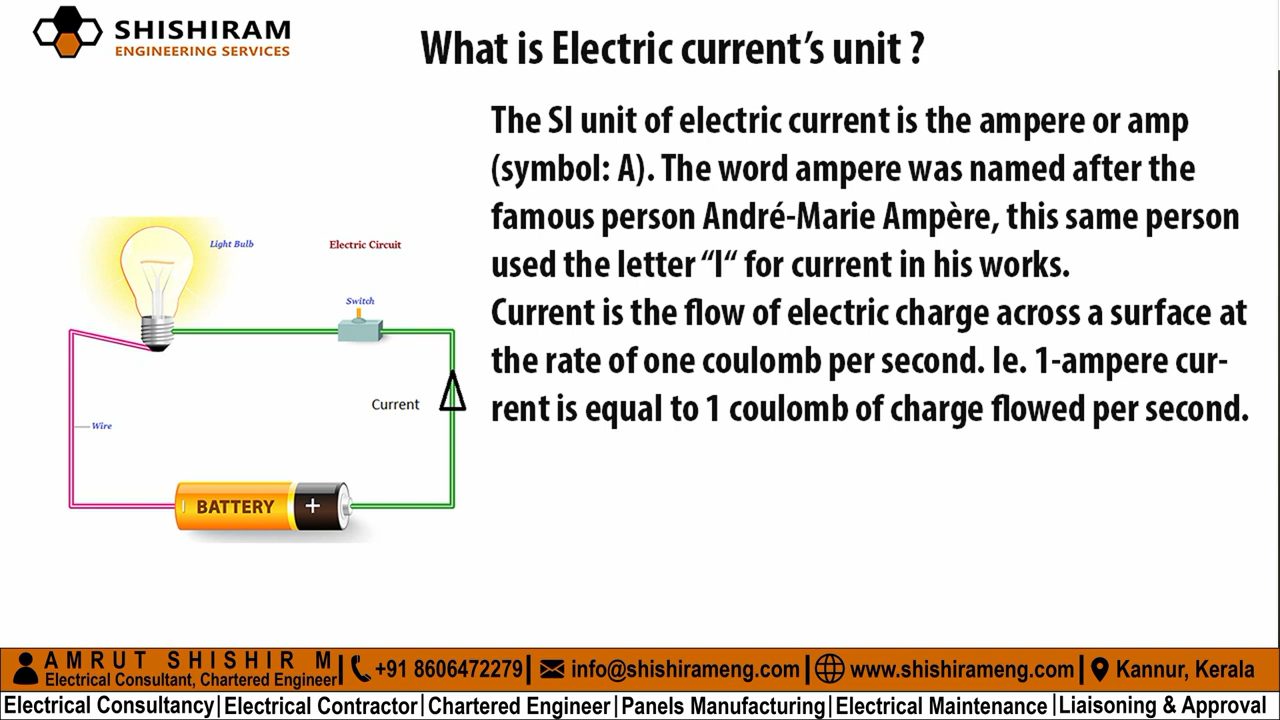 SHISHIRAM
ENGINEERING SERVICES
What is Electric current’s unit ?
The SI unit of electric current is the ampere or amp
(symbol: A). The word ampere was named after the
famous person André-Marie Ampère, this same person
used the letter “I“ for current in his works.
Current is the flow of electric charge across a surface at
the rate of one coulomb per second. Ie. 1-ampere cur-
rent is equal to 1 coulomb of charge flowed per second.
Light Bulb
Electric Circuit
Switch
Current
Wire
BATTERY +
AMRUT SHISHIR M
Electrical Consultant, Chartered Engineer
+91 8606472279
info@shishirameng.com
www.shishirameng.com
Kannur, Kerala
Electrical Consultancy| Electrical Contractor| Chartered Engineer| Panels Manufacturing| Electrical Maintenance |Liaisoning & Approval